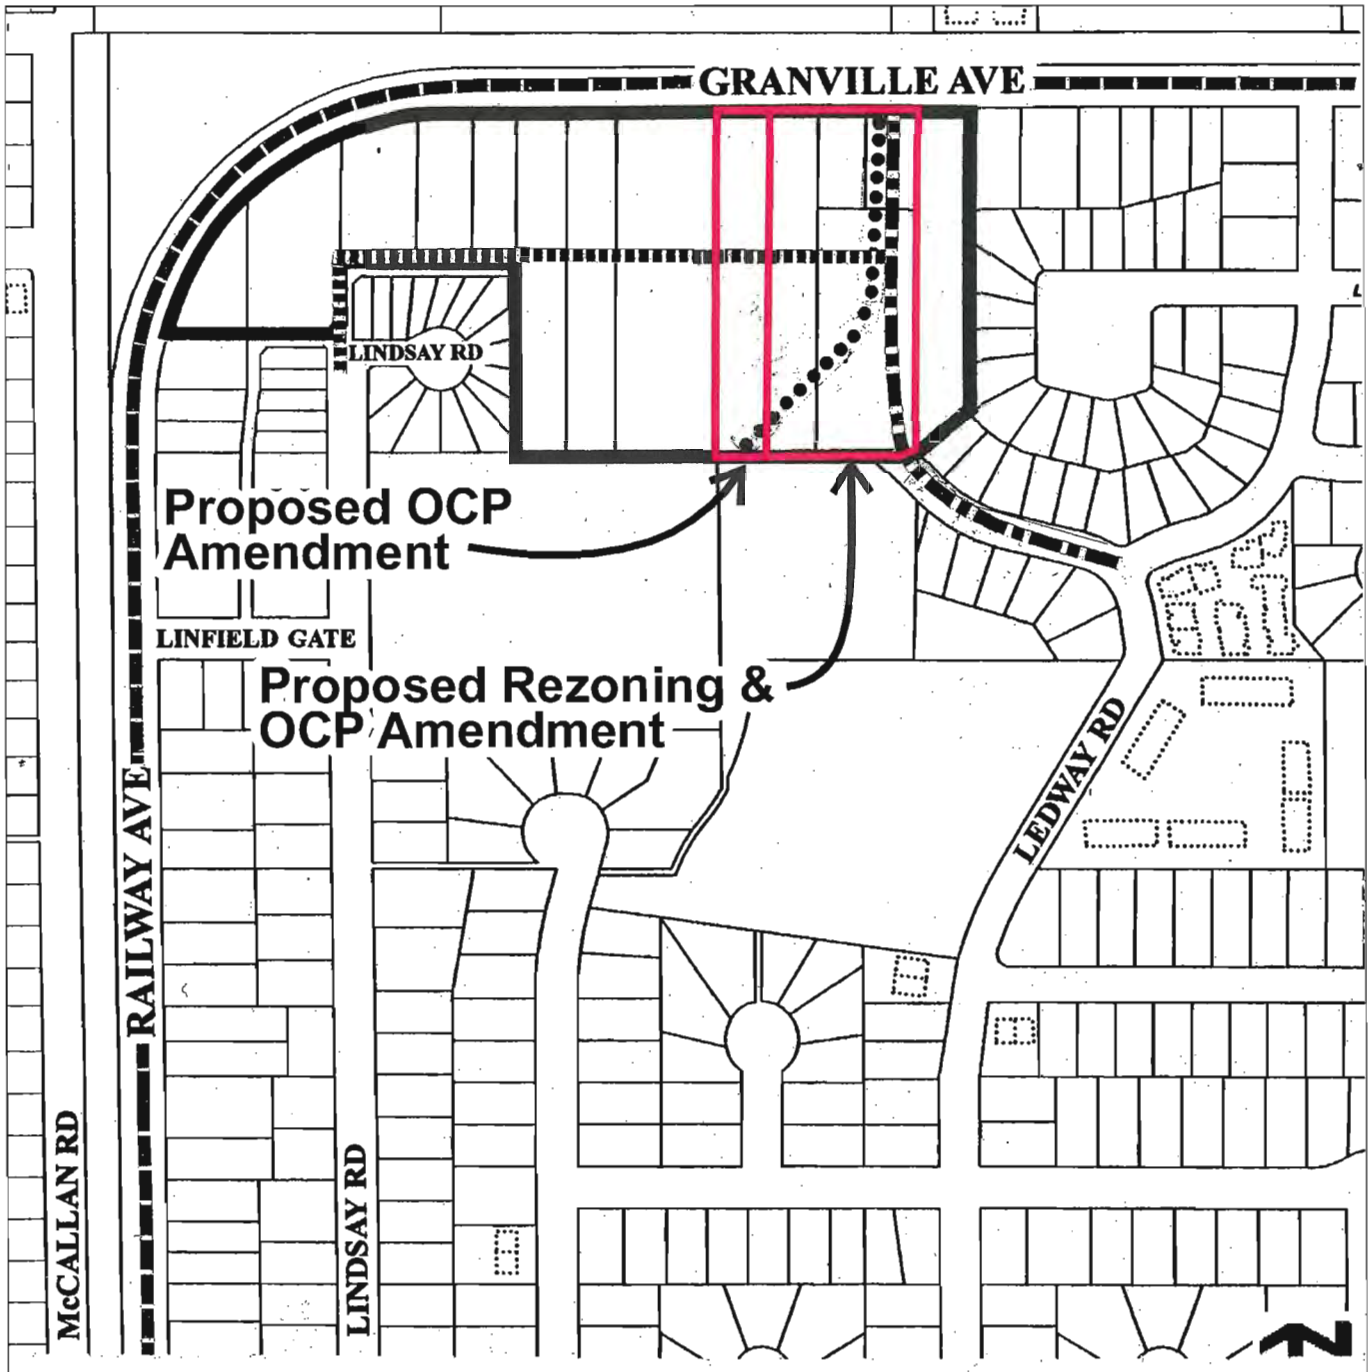 GRANVILLE AVE
LINDSAY RD
Proposed OCP
Amendment
LINFIELD GATE
Proposed Rezoning &
OCP Amendment
LEDWAY RD
RAILWAY AVE
McCALLAN RD
LINDSAY RD